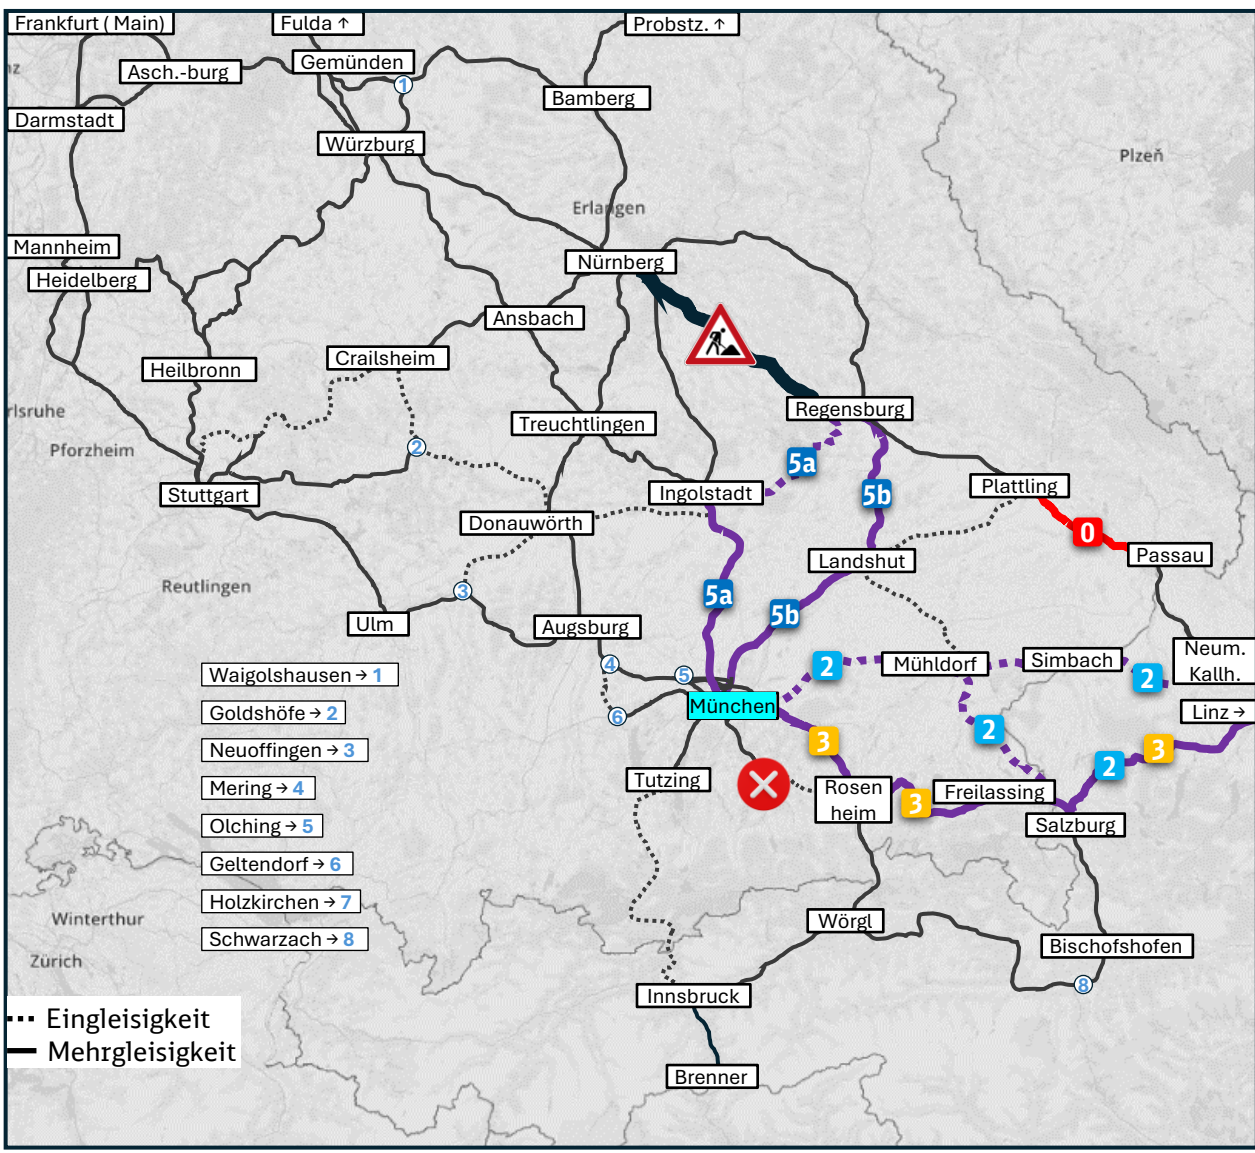 Frankfurt ( Main)
Fulda ↑
Probstz. ↑
nz
Asch.-burg
Gemünden
1
Bamberg
Darmstadt
Würzburg
Plzeň
Erlangen
Mannheim
Nürnberg
Heidelberg
Ansbach
Crailsheim
Heilbronn
rlsruhe
Regensburg
Treuchtlingen
Pforzheim
2
5a
Stuttgart
Ingolstadt
5b
Plattling
Donauwörth
0
Passau
Landshut
Reutlingen
3
5a
5b
Ulm
Augsburg
Neum.
Kallh.
4
5
2
Mühldorf
Simbach
2
Waigolshausen → 1
München
6
Linz →
Goldshöfe → 2
2
3
3
Neuoffingen → 3
2
Tutzing
Rosen
heim
3
Freilassing
Mering → 4
Salzburg
Olching → 5
Geltendorf → 6
Holzkirchen → 7
Winterthur
Wörgl
Schwarzach → 8
Bischofshofen
Zürich
8
Innsbruck
Eingleisigkeit
Mehrgleisigkeit
Brenner